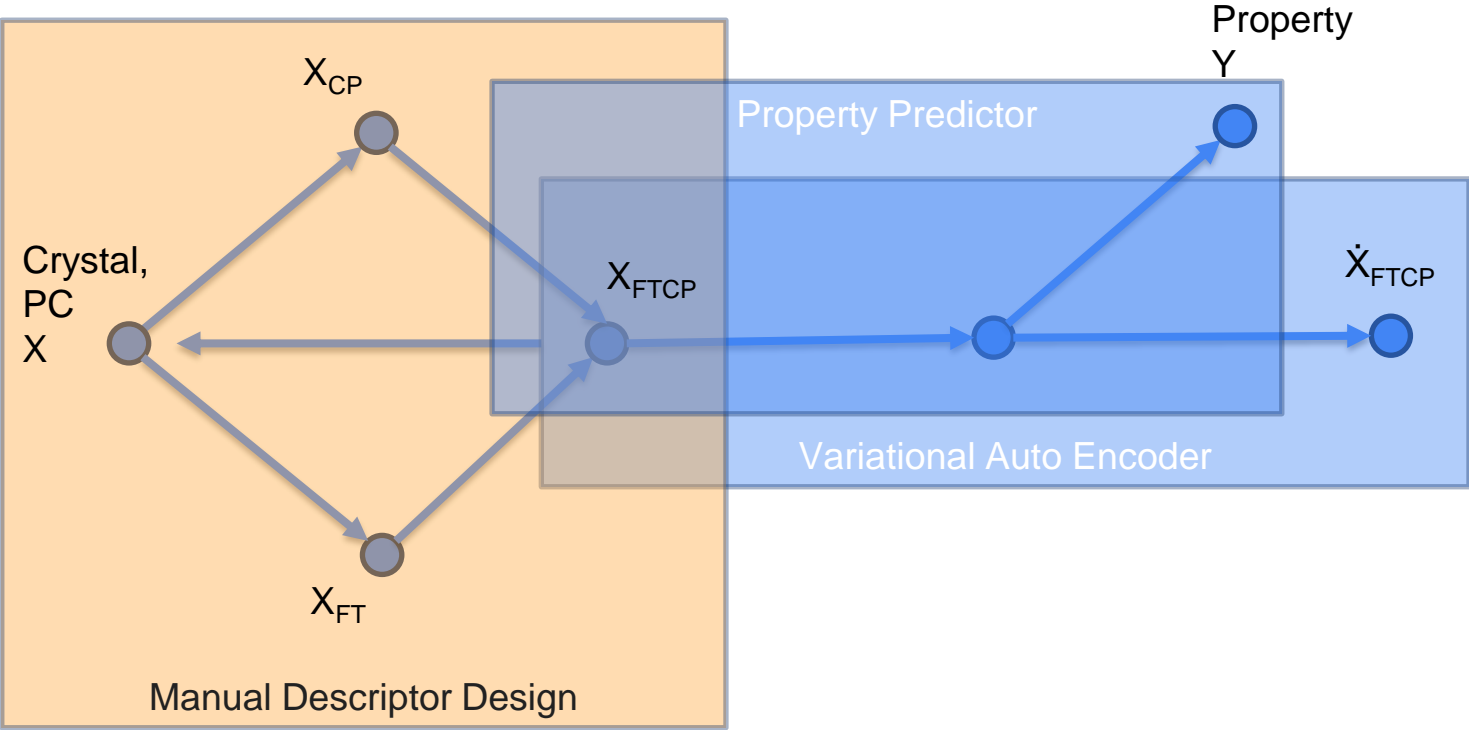 Property
Y
X_CP
Property Predictor
Crystal,
PC
X
X_FTCP
Ẋ_FTCP
Variational Auto Encoder
X_FT
Manual Descriptor Design